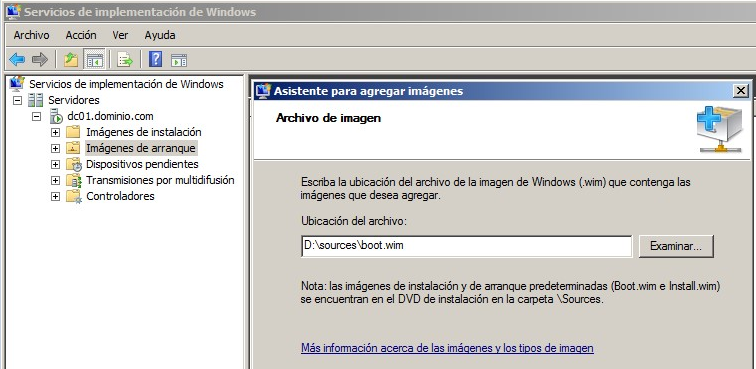 Servicios de implementación de Windows
Archivo Acción Ver Ayuda
Servicios de implementación de Windows
Servidores
dc01.dominio.com
Imágenes de instalación
Imágenes de arranque
Dispositivos pendientes
Transmisiones por multidifusión
Controladores
Asistente para agregar imágenes
Archivo de imagen
Escriba la ubicación del archivo de la imagen de Windows (.wim) que contenga las
imágenes que desea agregar.
Ubicación del archivo:
D:\sources\boot.wim
Examinar...
Nota: las imágenes de instalación y de arranque predeterminadas (Boot.wim e Install.wim)
se encuentran en el DVD de instalación en la carpeta \Sources.
Más información acerca de las imágenes y los tipos de imagen